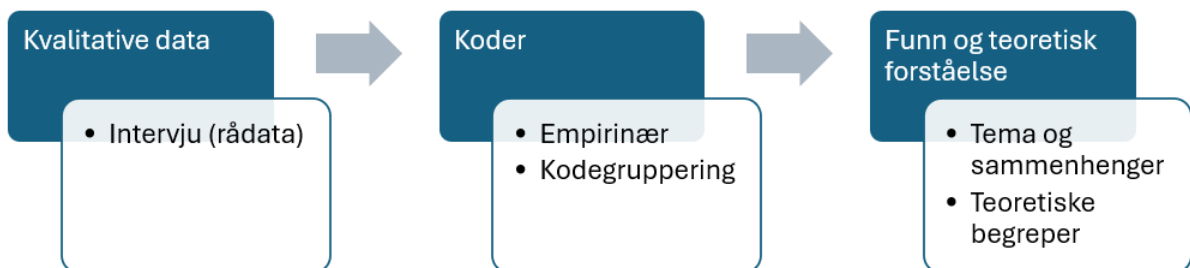 Kvalitative data
• Intervju (rådata)
Koder
• Empirinær
• Kodegruppering
Funn og teoretisk
forståelse
• Tema og
sammenhenger
• Teoretiske
begreper